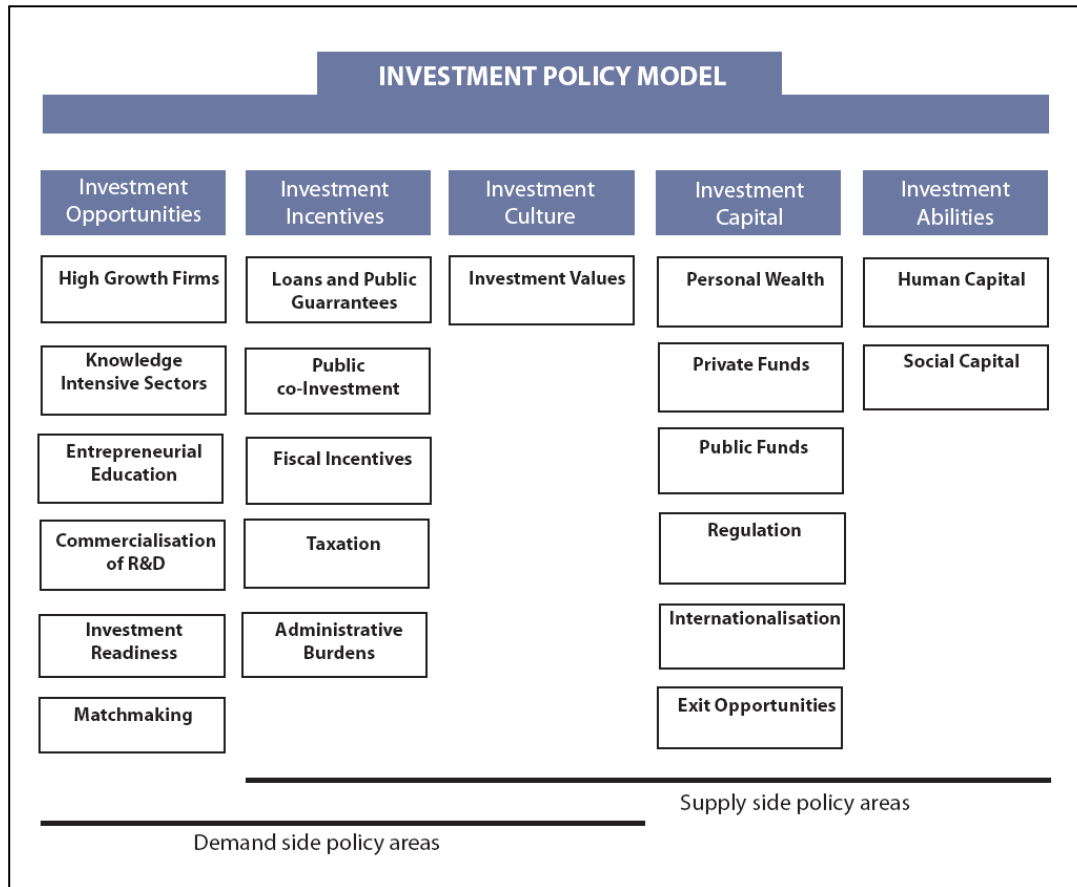 INVESTMENT POLICY MODEL
Investment
Opportunities
High Growth Firms
Knowledge
Intensive Sectors
Entrepreneurial
Education
Commercialisation
of R&D
Investment
Readiness
Matchmaking
Investment
Incentives
Loans and Public
Guarrantees
Public
co-Investment
Fiscal Incentives
Taxation
Administrative
Burdens
Investment
Culture
Investment Values
Investment
Capital
Personal Wealth
Private Funds
Public Funds
Regulation
Internationalisation
Exit Opportunities
Investment
Abilities
Human Capital
Social Capital
Supply side policy areas
Demand side policy areas